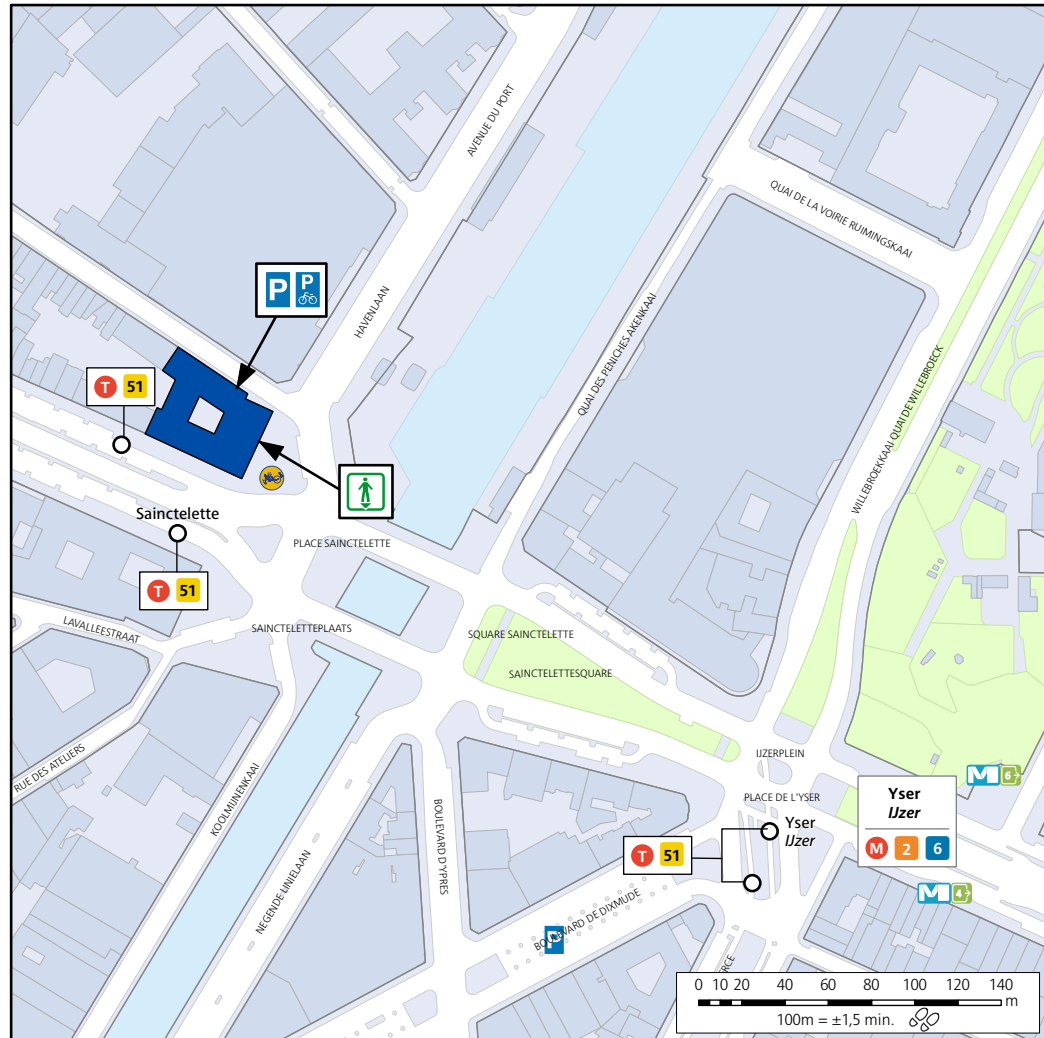 AVENUE DU PORT
QUAI DE LA VOIRIE RUIMINGSKAAI
P P
HAVENLAAN
QUAI DES PENICHES AKENKAAI
WILLEBROEKKAAI QUAI DE WILLEBROECK
T 51
Sainctelette
T 51
PLACE SAINCTELETTE
LAVALLEESTRAAT
SAINCTELETTEPLAATS
SQUARE SAINCTELETTE
SAINCTELETTESQUARE
RUE DES ATELIERS
KOOLMIJNENKAAI
NEGENDE-LINIELAAN
BOULEVARD D'YPRES
IJZERPLEIN
PLACE DE L'YSER
M 6
Yser
IJzer
M 2 6
Yser
IJzer
T 51
M 4
BOULEVARD DE DIXMUDE
P
ERCE
0 10 20 40 60 80 100 120 140 m
100m = ±1,5 min.